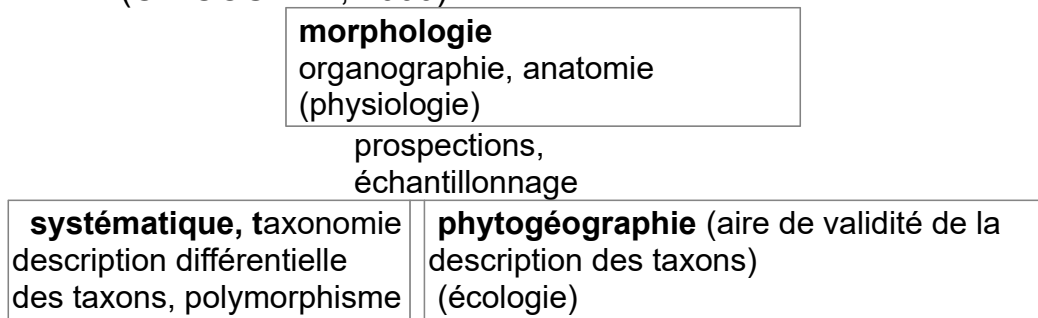 morphologie
organographie, anatomie
(physiologie)
prospections,
échantillonnage
systématique, taxonomie
description différentielle
des taxons, polymorphisme
phytogéographie (aire de validité de la
description des taxons)
(écologie)